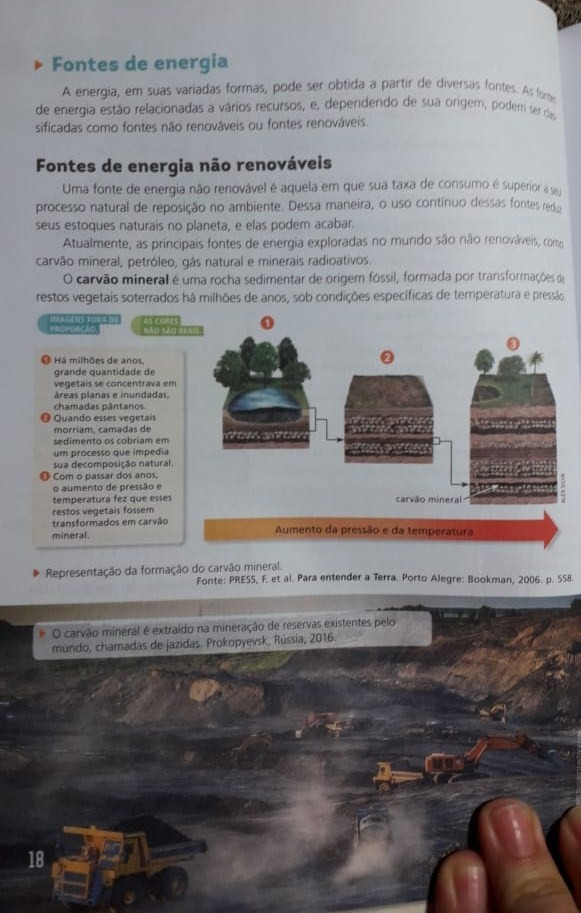 Fontes de energia
A energia, em suas variadas formas, pode ser obtida a partir de diversas fontes. As fontes
de energia estão relacionadas a vários recursos, e, dependendo de sua origem, podem ser clas
sificadas como fontes não renováveis ou fontes renováveis.
Fontes de energia não renováveis
Uma fonte de energia não renovável é aquela em que sua taxa de consumo é superior a seu
processo natural de reposição no ambiente. Dessa maneira, o uso contínuo dessas fontes reduz
seus estoques naturais no planeta, e elas podem acabar.
Atualmente, as principais fontes de energia exploradas no mundo são não renováveis, como
carvão mineral, petróleo, gás natural e minerais radioativos.
O carvão mineral é uma rocha sedimentar de origem fóssil, formada por transformações de
restos vegetais soterrados há milhões de anos, sob condições específicas de temperatura e pressão.
IMAGENS FORA DE
PROPORÇÃO.
AS CORES
NÃO SÃO REAIS.
1
2
3
1 Há milhões de anos,
grande quantidade de
vegetais se concentrava em
áreas planas e inundadas,
chamadas pântanos.
2 Quando esses vegetais
morriam, camadas de
sedimento os cobriam em
um processo que impedia
sua decomposição natural.
3 Com o passar dos anos,
o aumento de pressão e
temperatura fez que esses
restos vegetais fossem
transformados em carvão
mineral.
carvão mineral
ALEX SILVA
Aumento da pressão e da temperatura
Representação da formação do carvão mineral.
Fonte: PRESS, F. et al. Para entender a Terra. Porto Alegre: Bookman, 2006. p. 558.
O carvão mineral é extraído na mineração de reservas existentes pelo
mundo, chamadas de jazidas. Prokopyevsk, Rússia, 2016.
18